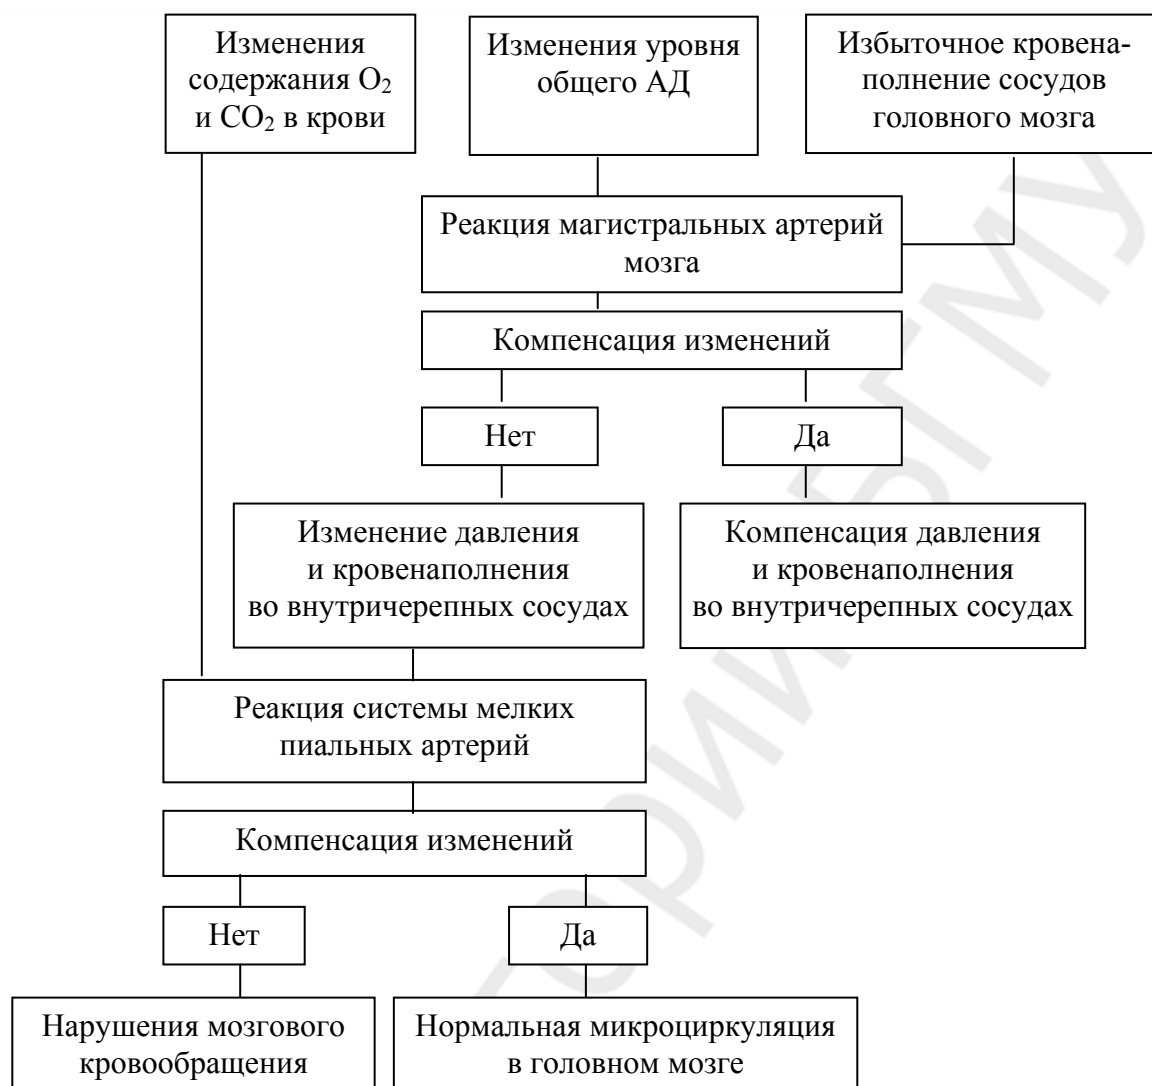 Изменения
содержания O₂
и CO₂ в крови
Изменения уровня
общего АД
Избыточное кровена-
полнение сосудов
головного мозга
Реакция магистральных артерий
мозга
Компенсация изменений
Нет
Да
Изменение давления
и кровенаполнения
во внутричерепных сосудах
Компенсация давления
и кровенаполнения
во внутричерепных сосудах
Реакция системы мелких
пиальных артерий
Компенсация изменений
Нет
Да
Нарушения мозгового
кровообращения
Нормальная микроциркуляция
в головном мозге